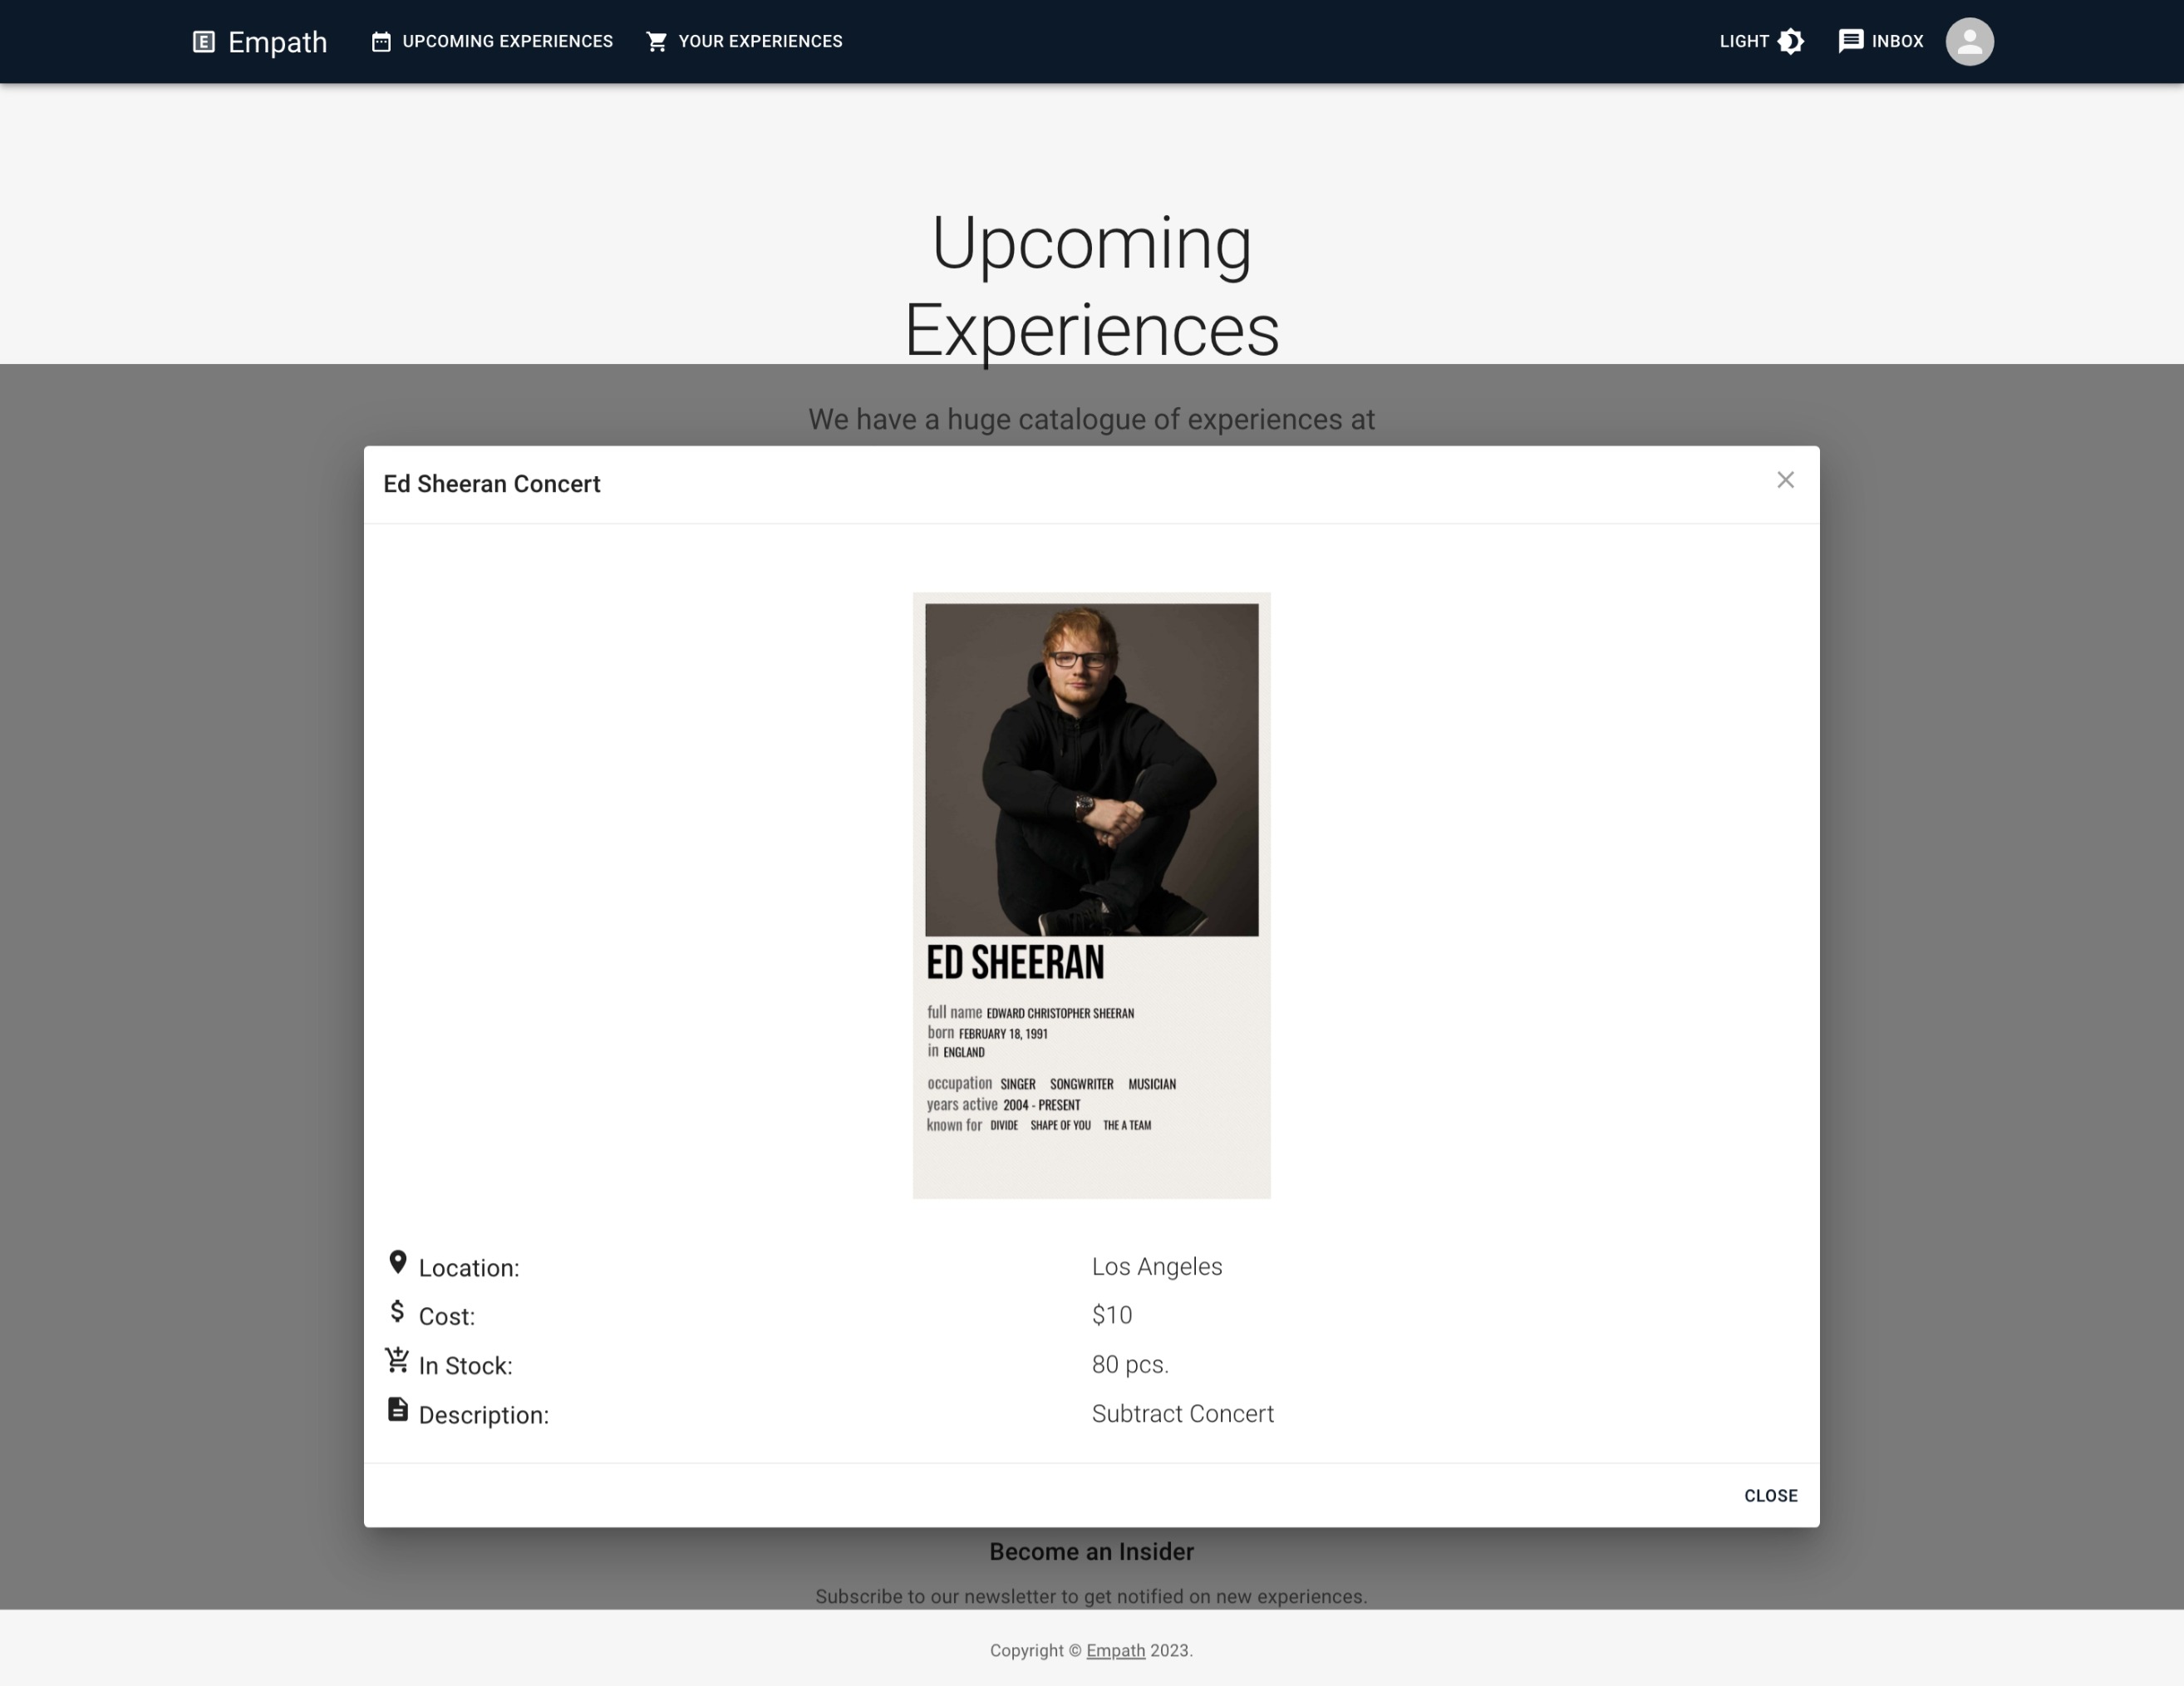 E Empath UPCOMING EXPERIENCES YOUR EXPERIENCES LIGHT INBOX
Upcoming
Experiences
We have a huge catalogue of experiences at
Ed Sheeran Concert
ED SHEERAN
full name EDWARD CHRISTOPHER SHEERAN
born FEBRUARY 18, 1991
in ENGLAND
occupation SINGER SONGWRITER MUSICIAN
years active 2004 - PRESENT
known for DIVIDE SHAPE OF YOU THE A TEAM
Location: Los Angeles
Cost: $10
In Stock: 80 pcs.
Description: Subtract Concert
CLOSE
Become an Insider
Subscribe to our newsletter to get notified on new experiences.
Copyright © Empath 2023.